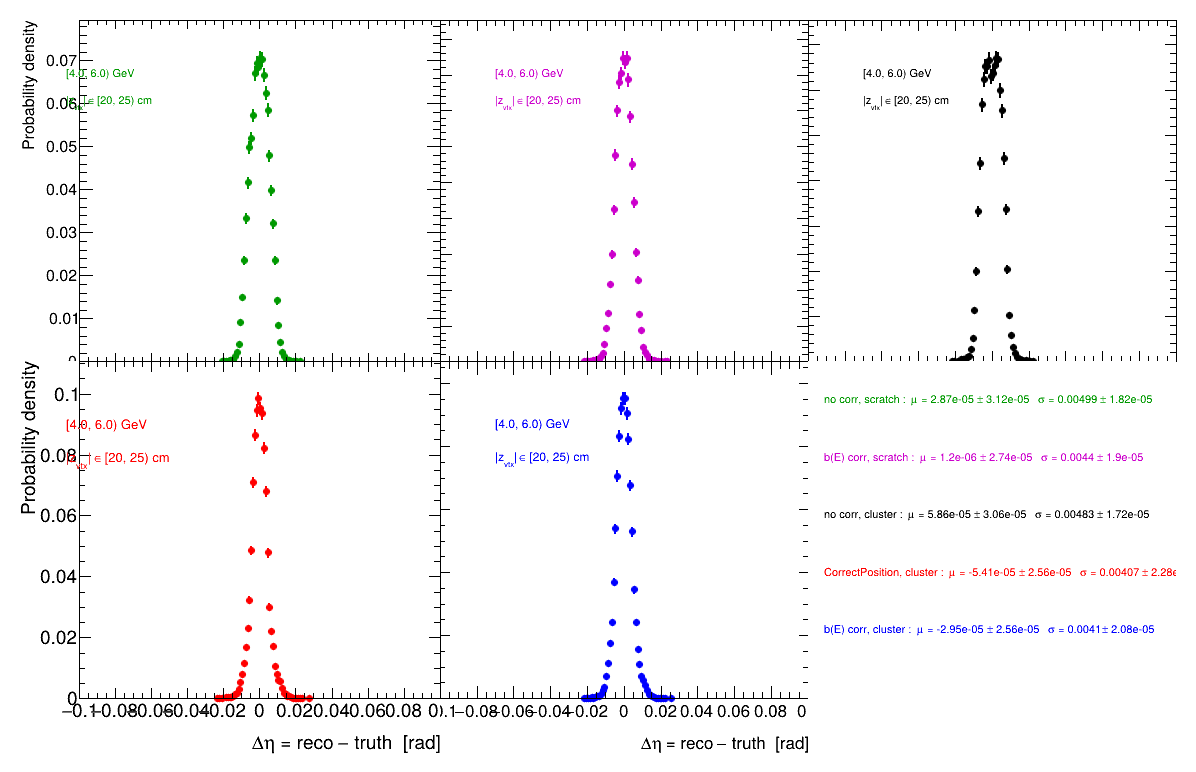 Probability density
0.07
0.06
0.05
0.04
0.03
0.02
0.01
0
[4.0, 6.0) GeV
|z_vtx| ∈ [20, 25) cm
[4.0, 6.0) GeV
|z_vtx| ∈ [20, 25) cm
[4.0, 6.0) GeV
|z_vtx| ∈ [20, 25) cm
Probability density
0.1
0.08
0.06
0.04
0.02
0
[4.0, 6.0) GeV
|z_vtx| ∈ [20, 25) cm
[4.0, 6.0) GeV
|z_vtx| ∈ [20, 25) cm
no corr, scratch : μ = 2.87e-05 ± 3.12e-05 σ = 0.00499 ± 1.82e-05
b(E) corr, scratch : μ = 1.2e-06 ± 2.74e-05 σ = 0.0044 ± 1.9e-05
no corr, cluster : μ = 5.86e-05 ± 3.06e-05 σ = 0.00483 ± 1.72e-05
CorrectPosition, cluster : μ = -5.41e-05 ± 2.56e-05 σ = 0.00407 ± 2.28e
b(E) corr, cluster : μ = -2.95e-05 ± 2.56e-05 σ = 0.0041 ± 2.08e-05
−0.1 −0.08 −0.06 −0.04 −0.02 0 0.02 0.04 0.06 0.08 0.1 −0.08 −0.06 −0.04 −0.02 0 0.02 0.04 0.06 0.08 0
Δη = reco − truth [rad]
Δη = reco − truth [rad]